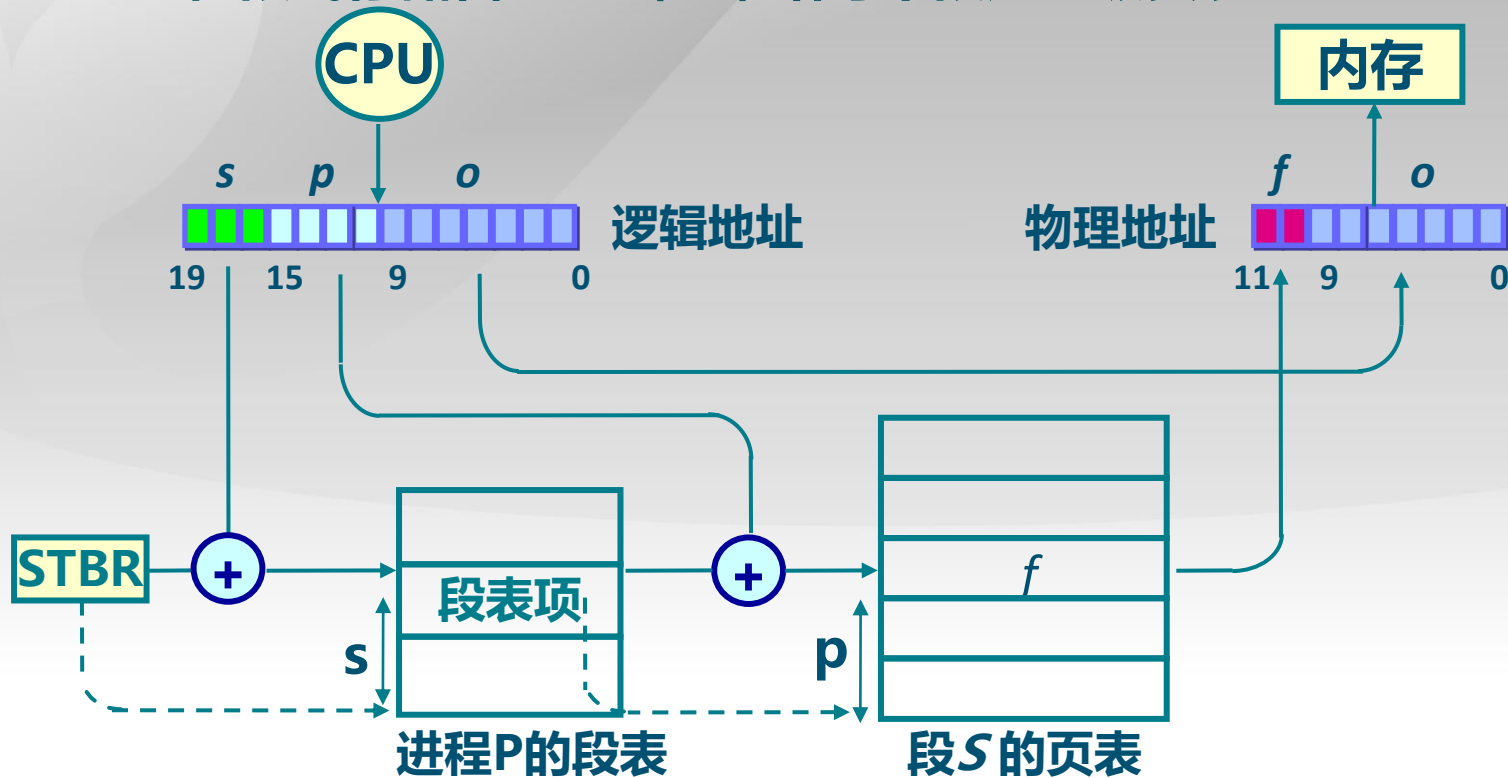 CPU
内存
s p o
f o
逻辑地址
物理地址
19 15 9 0
11 9 0
STBR
+
+
段表项
f
s
p
进程P的段表
段S的页表